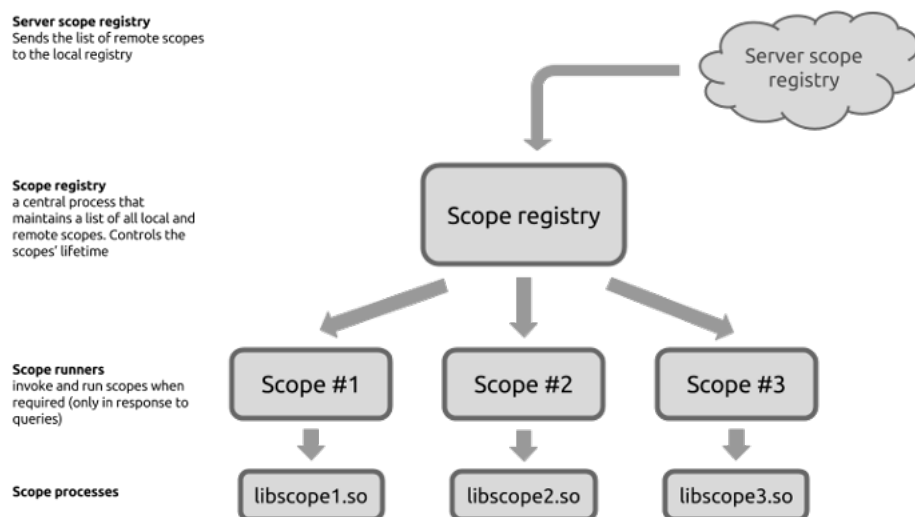 Server scope registry
Sends the list of remote scopes
to the local registry
Server scope
registry
Scope registry
a central process that
maintains a list of all local and
remote scopes. Controls the
scopes' lifetime
Scope registry
Scope runners
invoke and run scopes when
required (only in response to
queries)
Scope #1
Scope #2
Scope #3
Scope processes
libscope1.so
libscope2.so
libscope3.so